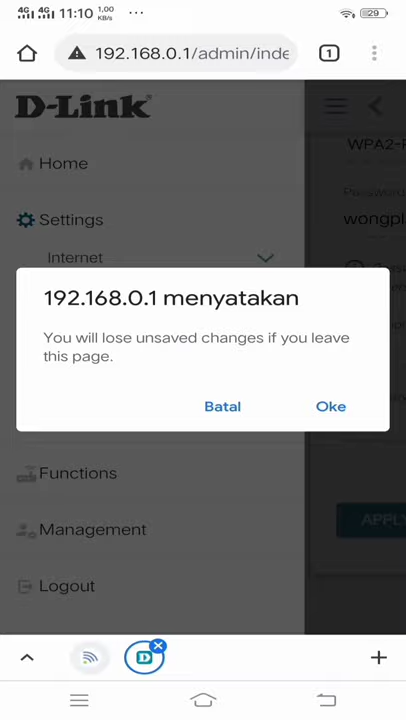 4G 4G 11:10 1,00 KB/s ... 29
192.168.0.1/admin/inde 1
D-Link
Home
WPA2-P
Settings
Password
wongpl
Internet
192.168.0.1 menyatakan
You will lose unsaved changes if you leave
this page.
Batal Oke
Functions
APPLY
Management
Logout